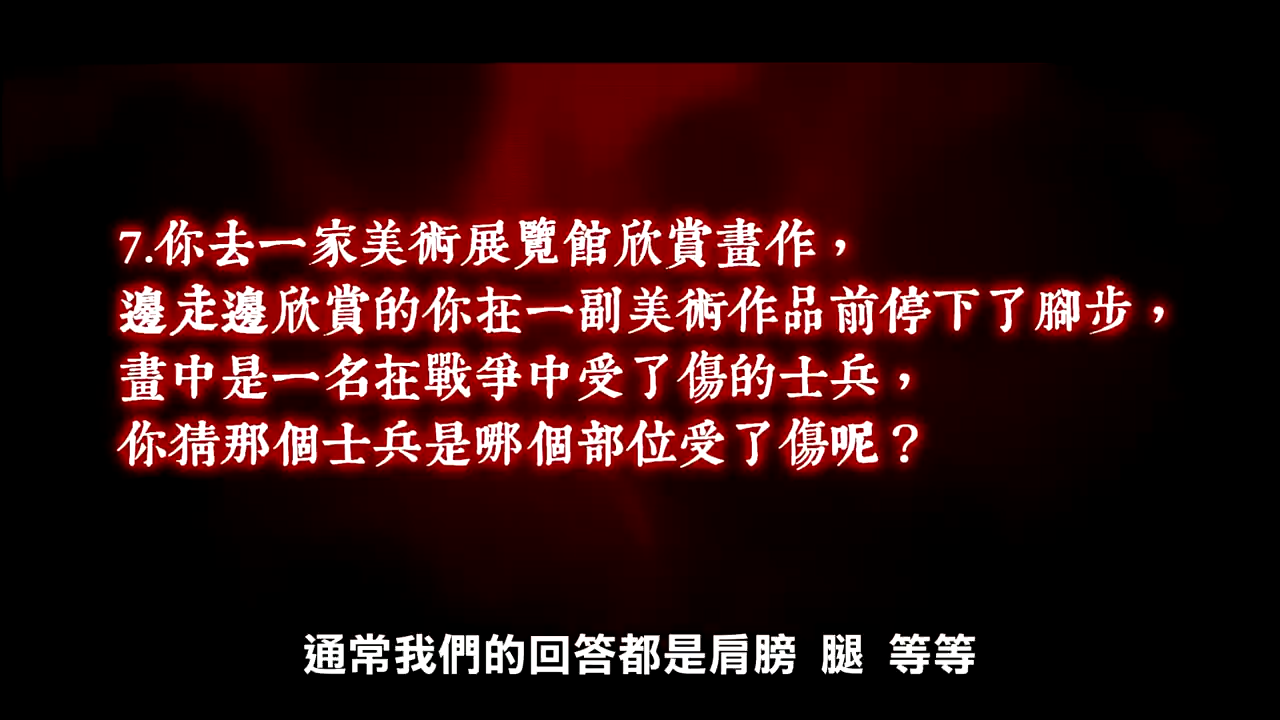 7.你去一家美術展覽館欣賞畫作，
邊走邊欣賞的你在一副美術作品前停下了腳步，
畫中是一名在戰爭中受了傷的士兵，
你猜那個士兵是哪個部位受了傷呢？
通常我們的回答都是肩膀 腿 等等